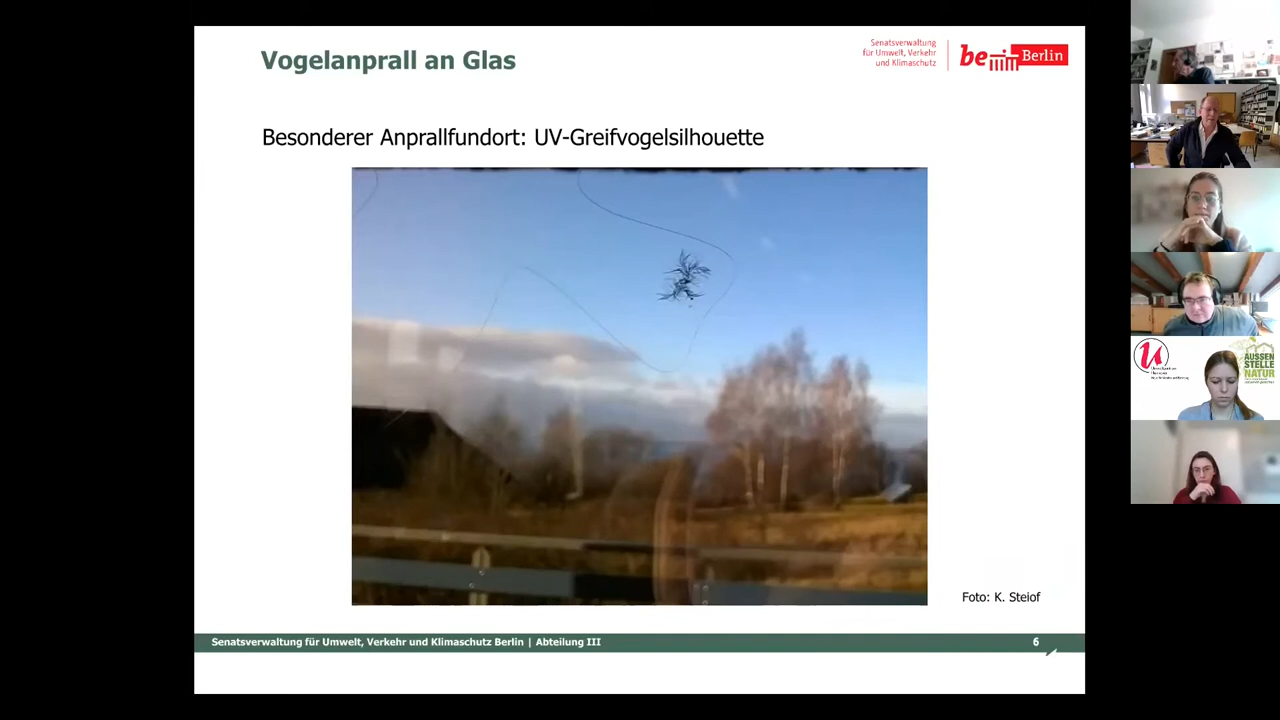 Vogelanprall an Glas
Senatsverwaltung
für Umwelt, Verkehr
und Klimaschutz
be Berlin
Besonderer Anprallfundort: UV-Greifvogelsilhouette
Foto: K. Steiof
Senatsverwaltung für Umwelt, Verkehr und Klimaschutz Berlin | Abteilung III
6
u
AUSSEN
STELLE
NATUR